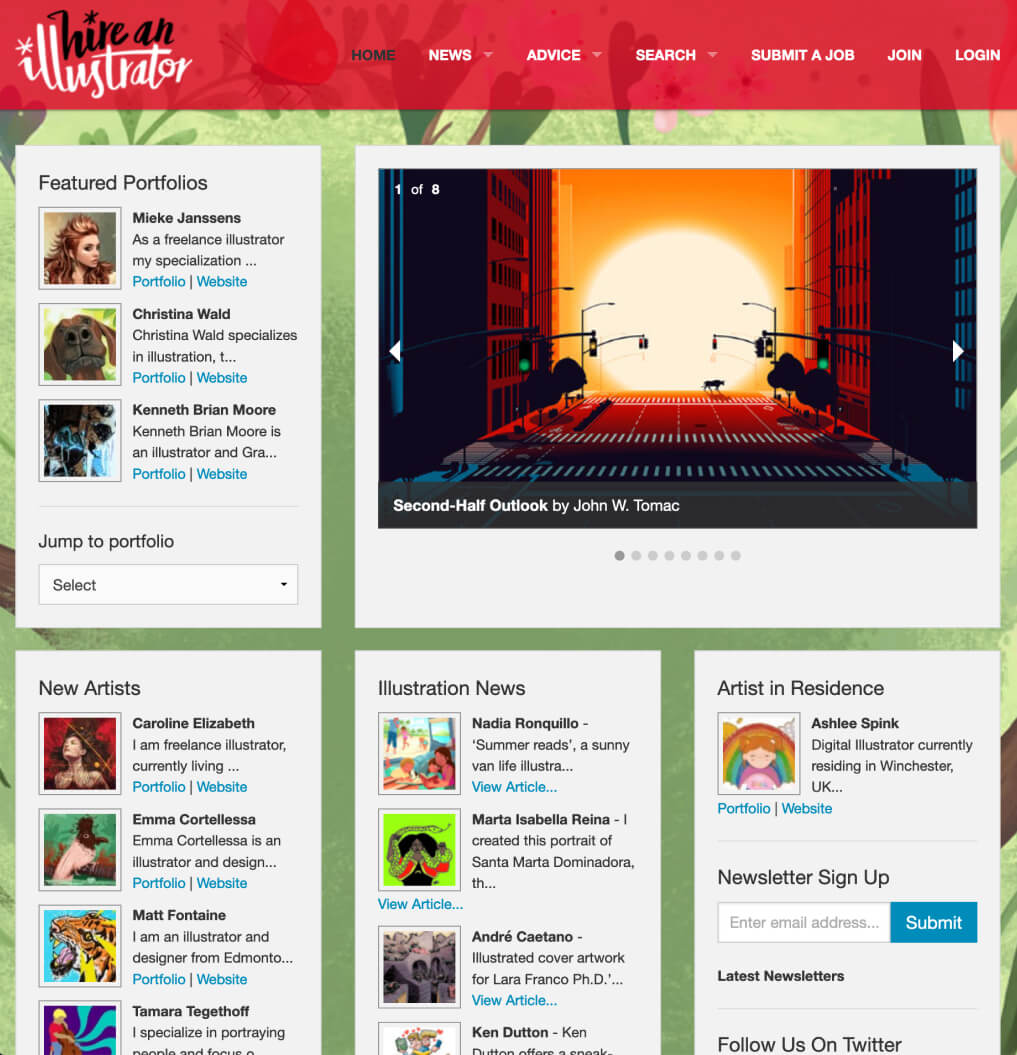 hire an
illustrator
HOME NEWS ADVICE SEARCH SUBMIT A JOB JOIN LOGIN
Featured Portfolios
Mieke Janssens
As a freelance illustrator
my specialization ...
Portfolio | Website
Christina Wald
Christina Wald specializes
in illustration, t...
Portfolio | Website
Kenneth Brian Moore
Kenneth Brian Moore is
an illustrator and Gra...
Portfolio | Website
Jump to portfolio
Select
1 of 8
Second-Half Outlook by John W. Tomac
New Artists
Caroline Elizabeth
I am freelance illustrator,
currently living ...
Portfolio | Website
Emma Cortellessa
Emma Cortellessa is an
illustrator and design...
Portfolio | Website
Matt Fontaine
I am an illustrator and
designer from Edmonto...
Portfolio | Website
Tamara Tegethoff
I specialize in portraying
people and focus o
Illustration News
Nadia Ronquillo -
‘Summer reads’, a sunny
van life illustra...
View Article...
Marta Isabella Reina - I
created this portrait of
Santa Marta Dominadora,
th...
View Article...
André Caetano -
Illustrated cover artwork
for Lara Franco Ph.D.’...
View Article...
Ken Dutton - Ken
Dutton offers a sneak-
Artist in Residence
Ashlee Spink
Digital Illustrator currently
residing in Winchester,
UK...
Portfolio | Website
Newsletter Sign Up
Enter email address... Submit
Latest Newsletters
Follow Us On Twitter